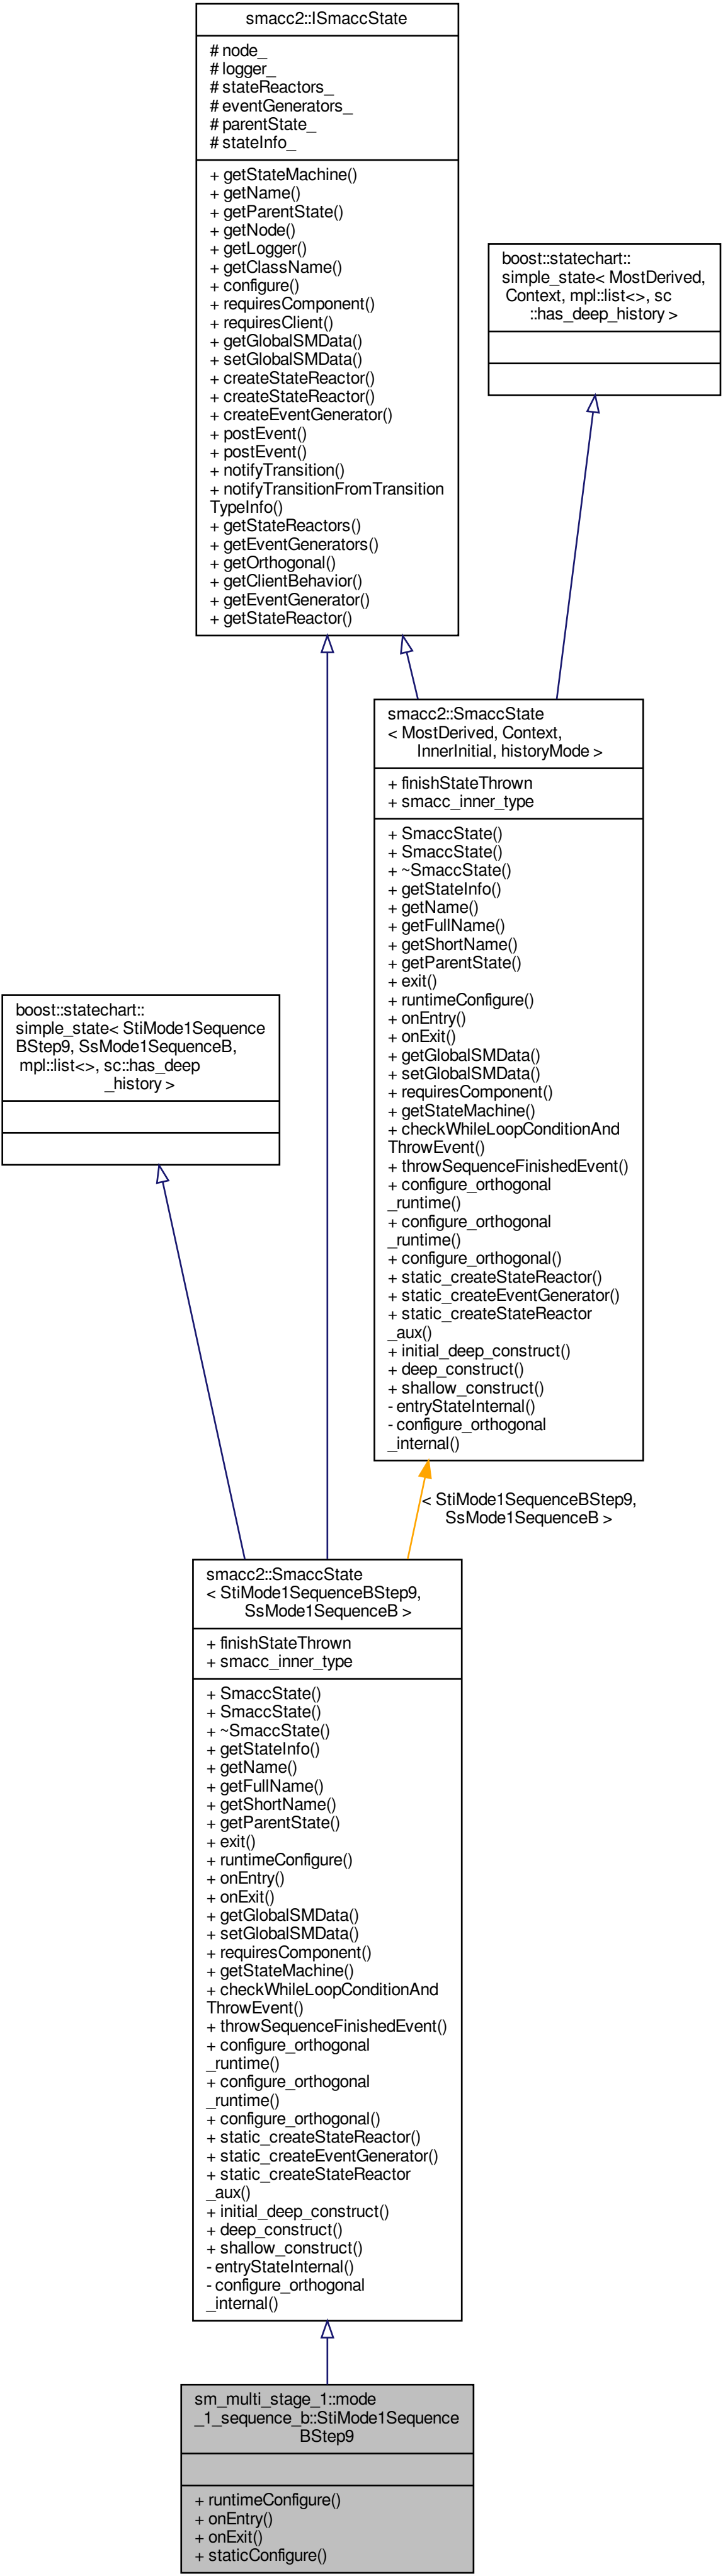 smacc2::ISmaccState
# node_
# logger_
# stateReactors_
# eventGenerators_
# parentState_
# stateInfo_
+ getStateMachine()
+ getName()
+ getParentState()
+ getNode()
+ getLogger()
+ getClassName()
+ configure()
+ requiresComponent()
+ requiresClient()
+ getGlobalSMData()
+ setGlobalSMData()
+ createStateReactor()
+ createStateReactor()
+ createEventGenerator()
+ postEvent()
+ postEvent()
+ notifyTransition()
+ notifyTransitionFromTransition
TypeInfo()
+ getStateReactors()
+ getEventGenerators()
+ getOrthogonal()
+ getClientBehavior()
+ getEventGenerator()
+ getStateReactor()
boost::statechart::
simple_state< MostDerived,
Context, mpl::list<>, sc
::has_deep_history >
smacc2::SmaccState
< MostDerived, Context,
InnerInitial, historyMode >
+ finishStateThrown
+ smacc_inner_type
+ SmaccState()
+ SmaccState()
+ ~SmaccState()
+ getStateInfo()
+ getName()
+ getFullName()
+ getShortName()
+ getParentState()
+ exit()
+ runtimeConfigure()
+ onEntry()
+ onExit()
+ getGlobalSMData()
+ setGlobalSMData()
+ requiresComponent()
+ getStateMachine()
+ checkWhileLoopConditionAnd
ThrowEvent()
+ throwSequenceFinishedEvent()
+ configure_orthogonal
_runtime()
+ configure_orthogonal
_runtime()
+ configure_orthogonal()
+ static_createStateReactor()
+ static_createEventGenerator()
+ static_createStateReactor
_aux()
+ initial_deep_construct()
+ deep_construct()
+ shallow_construct()
- entryStateInternal()
- configure_orthogonal
_internal()
boost::statechart::
simple_state< StiMode1Sequence
BStep9, SsMode1SequenceB,
mpl::list<>, sc::has_deep
_history >
< StiMode1SequenceBStep9,
SsMode1SequenceB >
smacc2::SmaccState
< StiMode1SequenceBStep9,
SsMode1SequenceB >
+ finishStateThrown
+ smacc_inner_type
+ SmaccState()
+ SmaccState()
+ ~SmaccState()
+ getStateInfo()
+ getName()
+ getFullName()
+ getShortName()
+ getParentState()
+ exit()
+ runtimeConfigure()
+ onEntry()
+ onExit()
+ getGlobalSMData()
+ setGlobalSMData()
+ requiresComponent()
+ getStateMachine()
+ checkWhileLoopConditionAnd
ThrowEvent()
+ throwSequenceFinishedEvent()
+ configure_orthogonal
_runtime()
+ configure_orthogonal
_runtime()
+ configure_orthogonal()
+ static_createStateReactor()
+ static_createEventGenerator()
+ static_createStateReactor
_aux()
+ initial_deep_construct()
+ deep_construct()
+ shallow_construct()
- entryStateInternal()
- configure_orthogonal
_internal()
sm_multi_stage_1::mode
_1_sequence_b::StiMode1Sequence
BStep9
+ runtimeConfigure()
+ onEntry()
+ onExit()
+ staticConfigure()